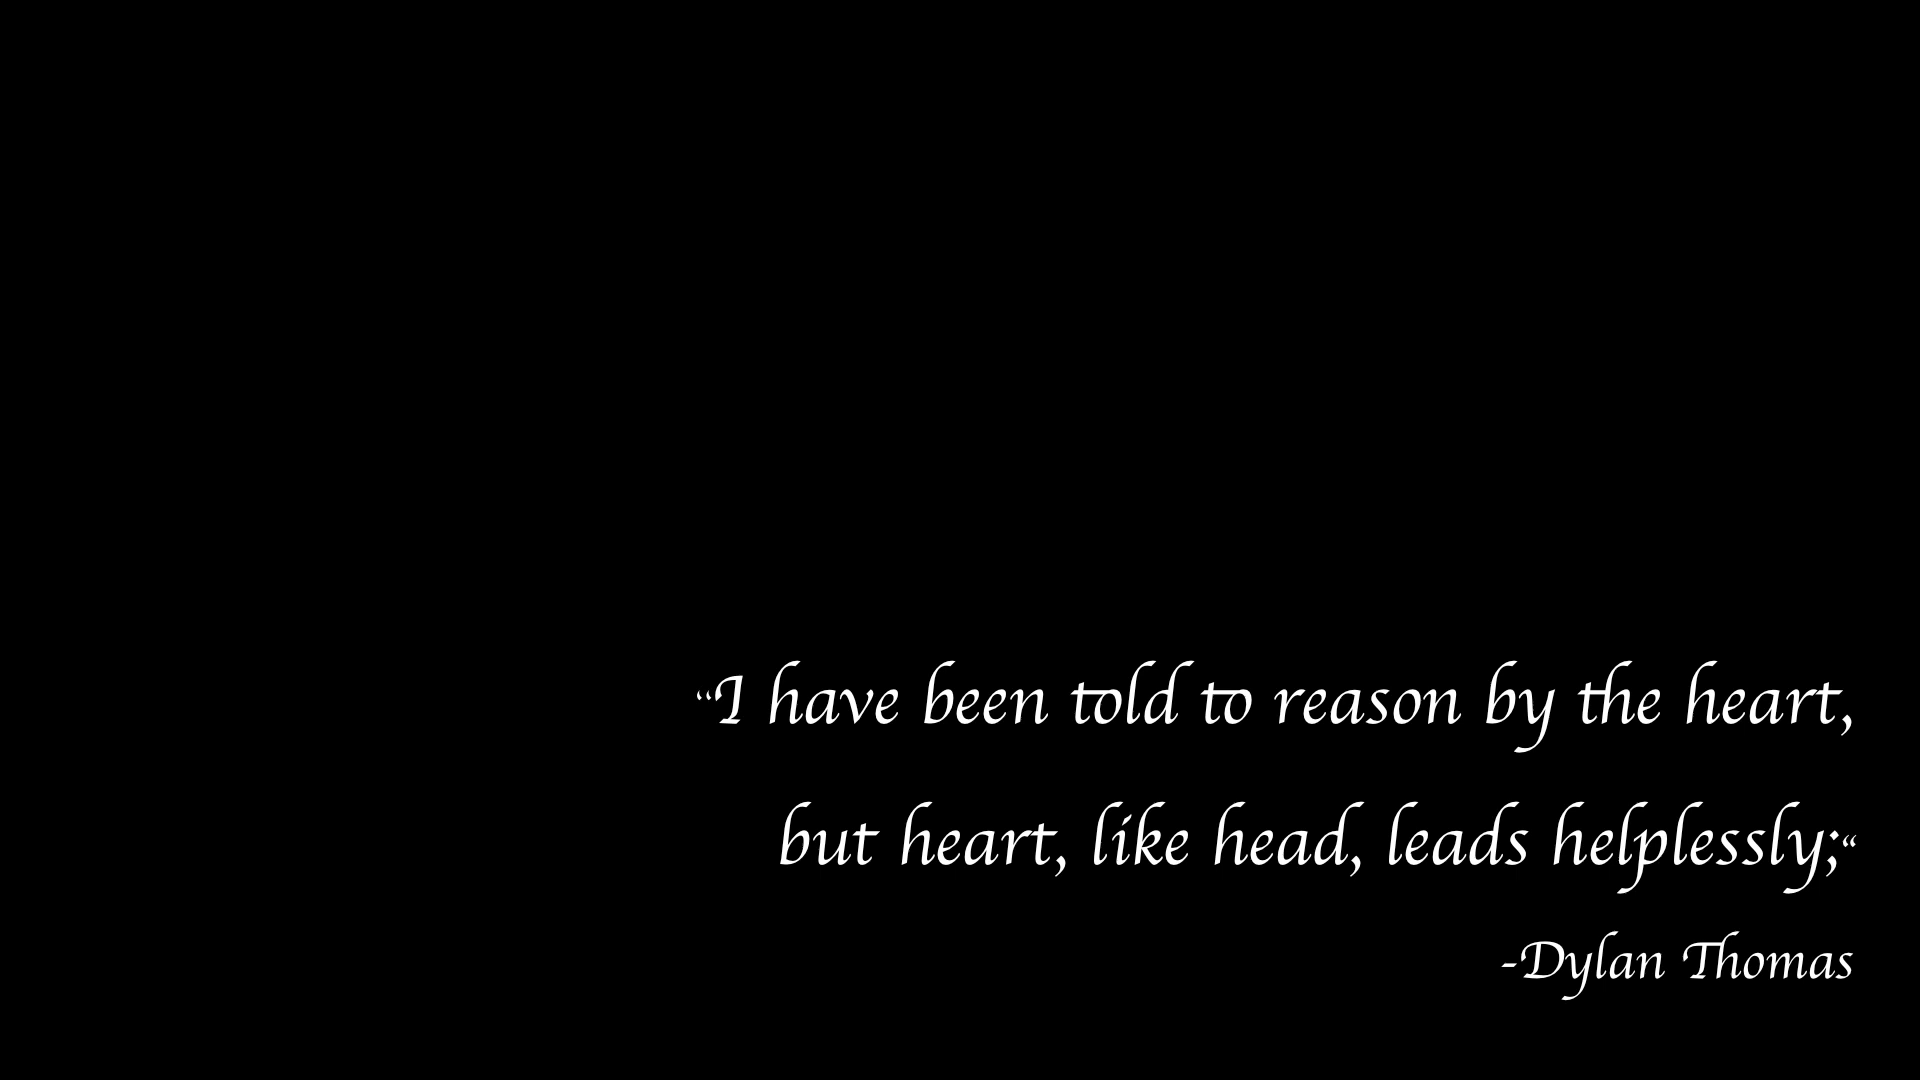 “I have been told to reason by the heart,
but heart, like head, leads helplessly;“
-Dylan Thomas